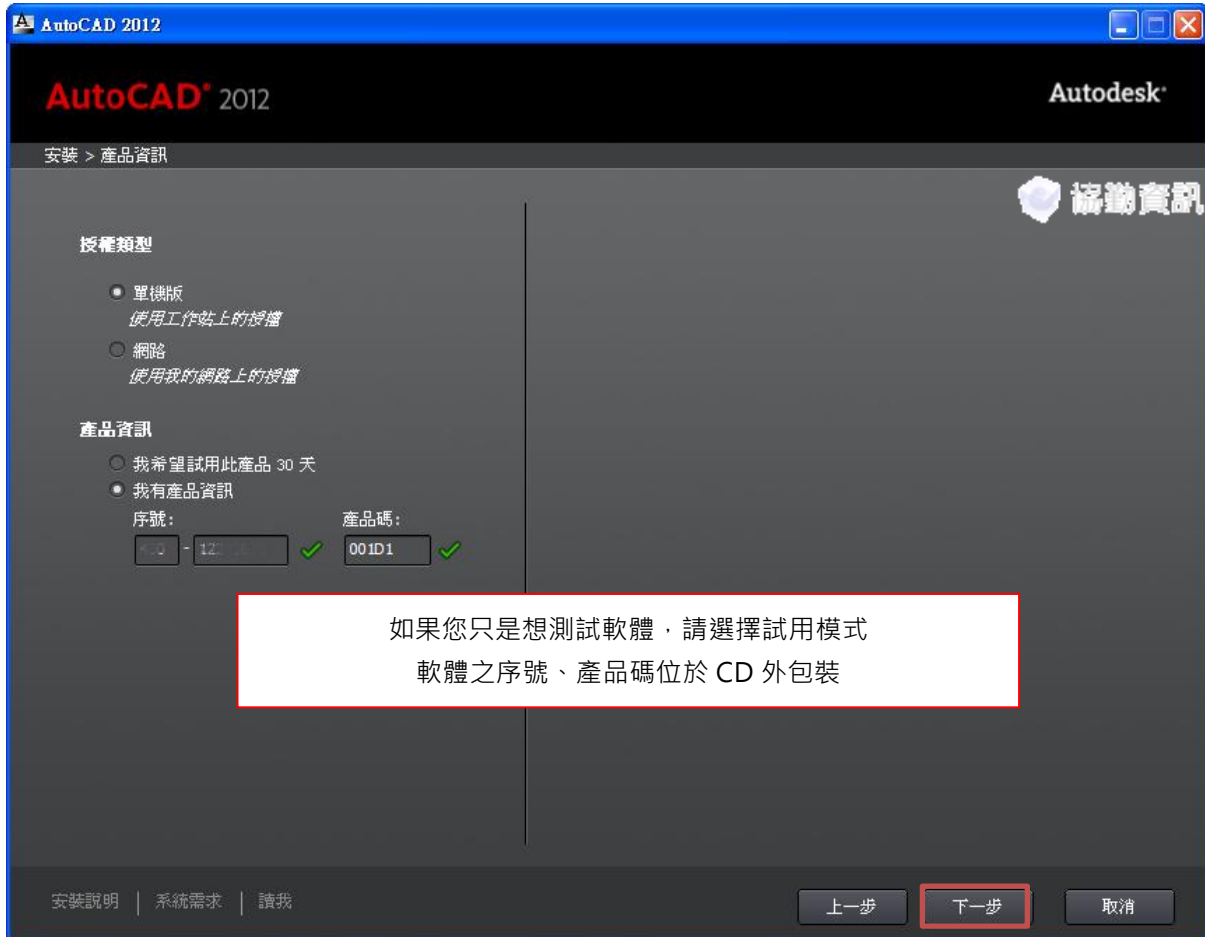 AutoCAD 2012
AutoCAD® 2012
Autodesk®
安裝 > 產品資訊
協勤資訊
授權類型
單機版
使用工作站上的授權
網路
使用我的網路上的授權
產品資訊
我希望試用此產品 30 天
我有產品資訊
序號: 產品碼:
- 12 001D1
如果您只是想測試軟體，請選擇試用模式
軟體之序號、產品碼位於 CD 外包裝
安裝說明 | 系統需求 | 讀我
上一步 下一步 取消